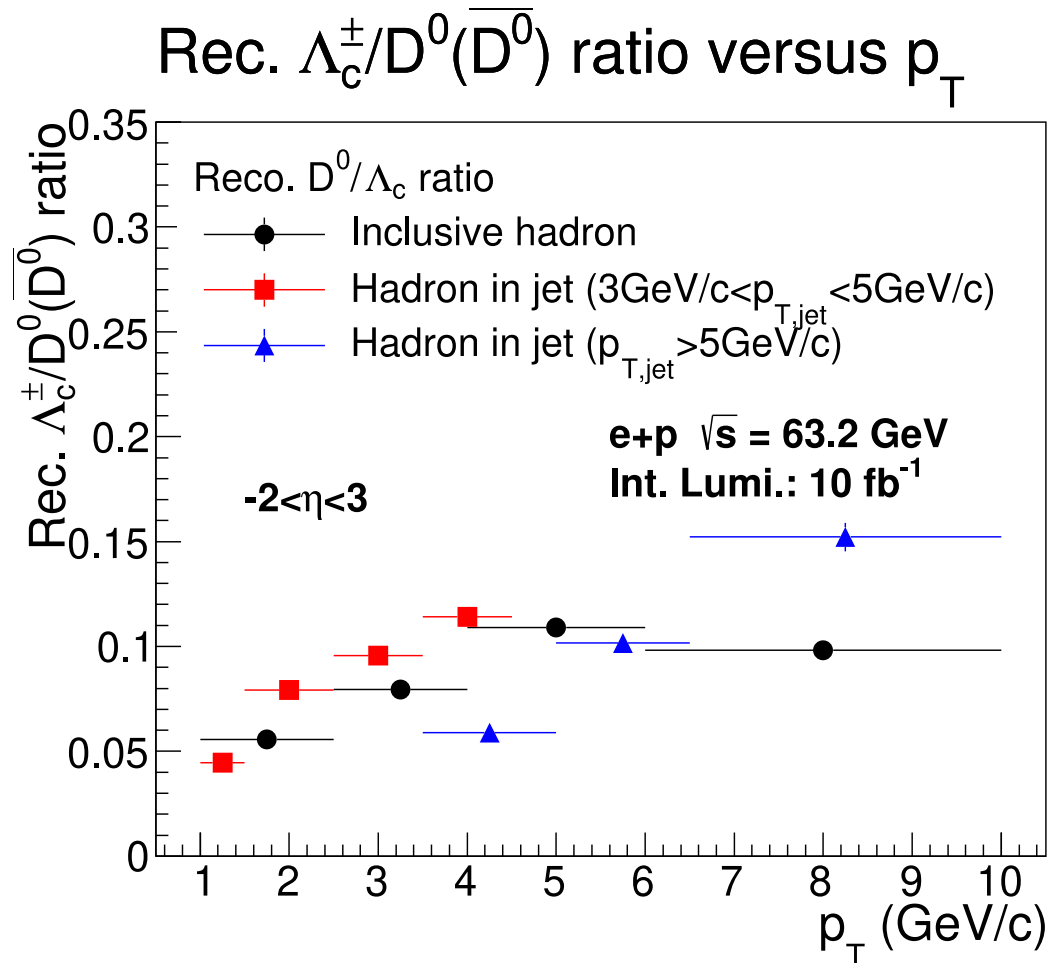 Rec. Λc±/D⁰(D̅⁰) ratio versus pT
Rec. Λc±/D⁰(D̅⁰) ratio
0.35
0.3
0.25
0.2
0.15
0.1
0.05
0
Reco. D⁰/Λc ratio
Inclusive hadron
Hadron in jet (3GeV/c<pT,jet<5GeV/c)
Hadron in jet (pT,jet>5GeV/c)
e+p √s = 63.2 GeV
Int. Lumi.: 10 fb⁻¹
-2<η<3
1 2 3 4 5 6 7 8 9 10
pT (GeV/c)